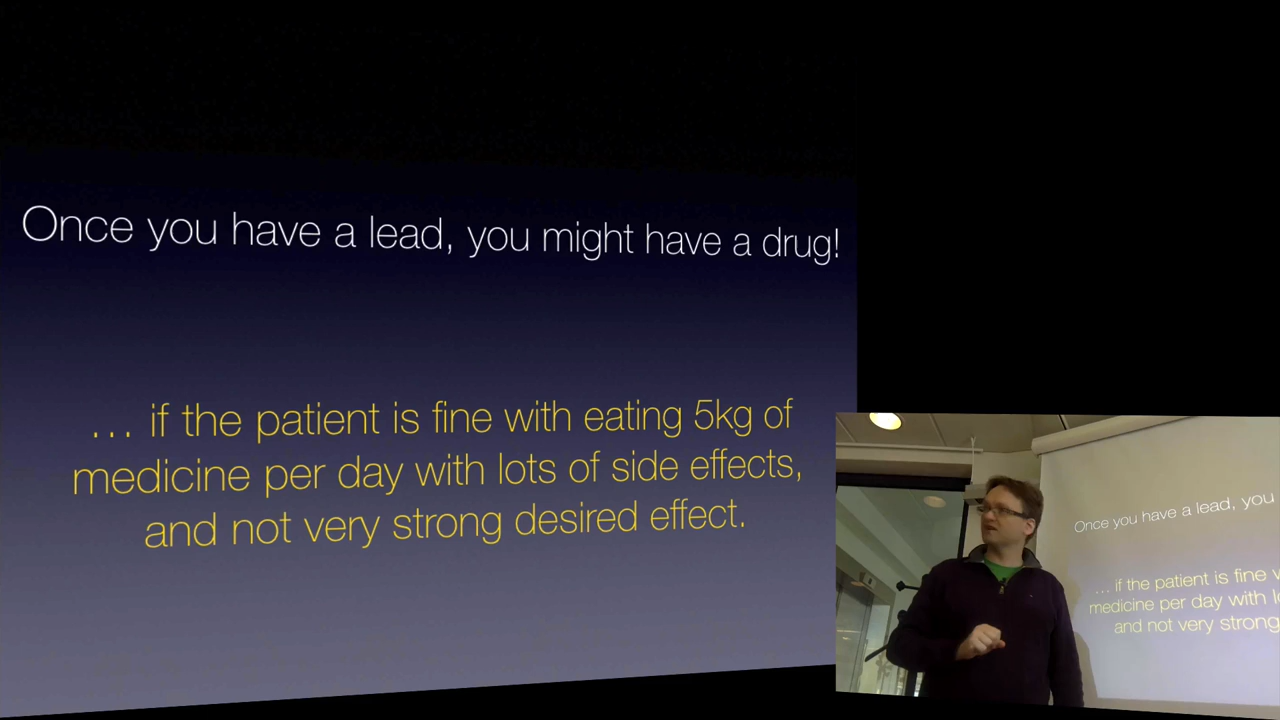 Once you have a lead, you might have a drug!
… if the patient is fine with eating 5kg of
medicine per day with lots of side effects,
and not very strong desired effect.
Once you have a lead, you
… if the patient is fine
medicine per day with
and not very strong